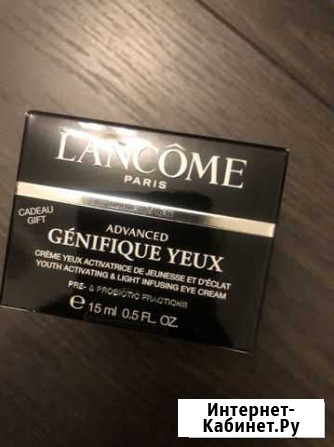 LANCÔME
PARIS
CADEAU
GIFT
ADVANCED
GÉNIFIQUE YEUX
CRÈME YEUX ACTIVATRICE DE JEUNESSE ET D'ÉCLAT
YOUTH ACTIVATING & LIGHT INFUSING EYE CREAM
PRE- & PROBIOTIC FRACTIONS
℮ 15 ml 0.5 FL. OZ.
Интернет-
Кабинет.Ру